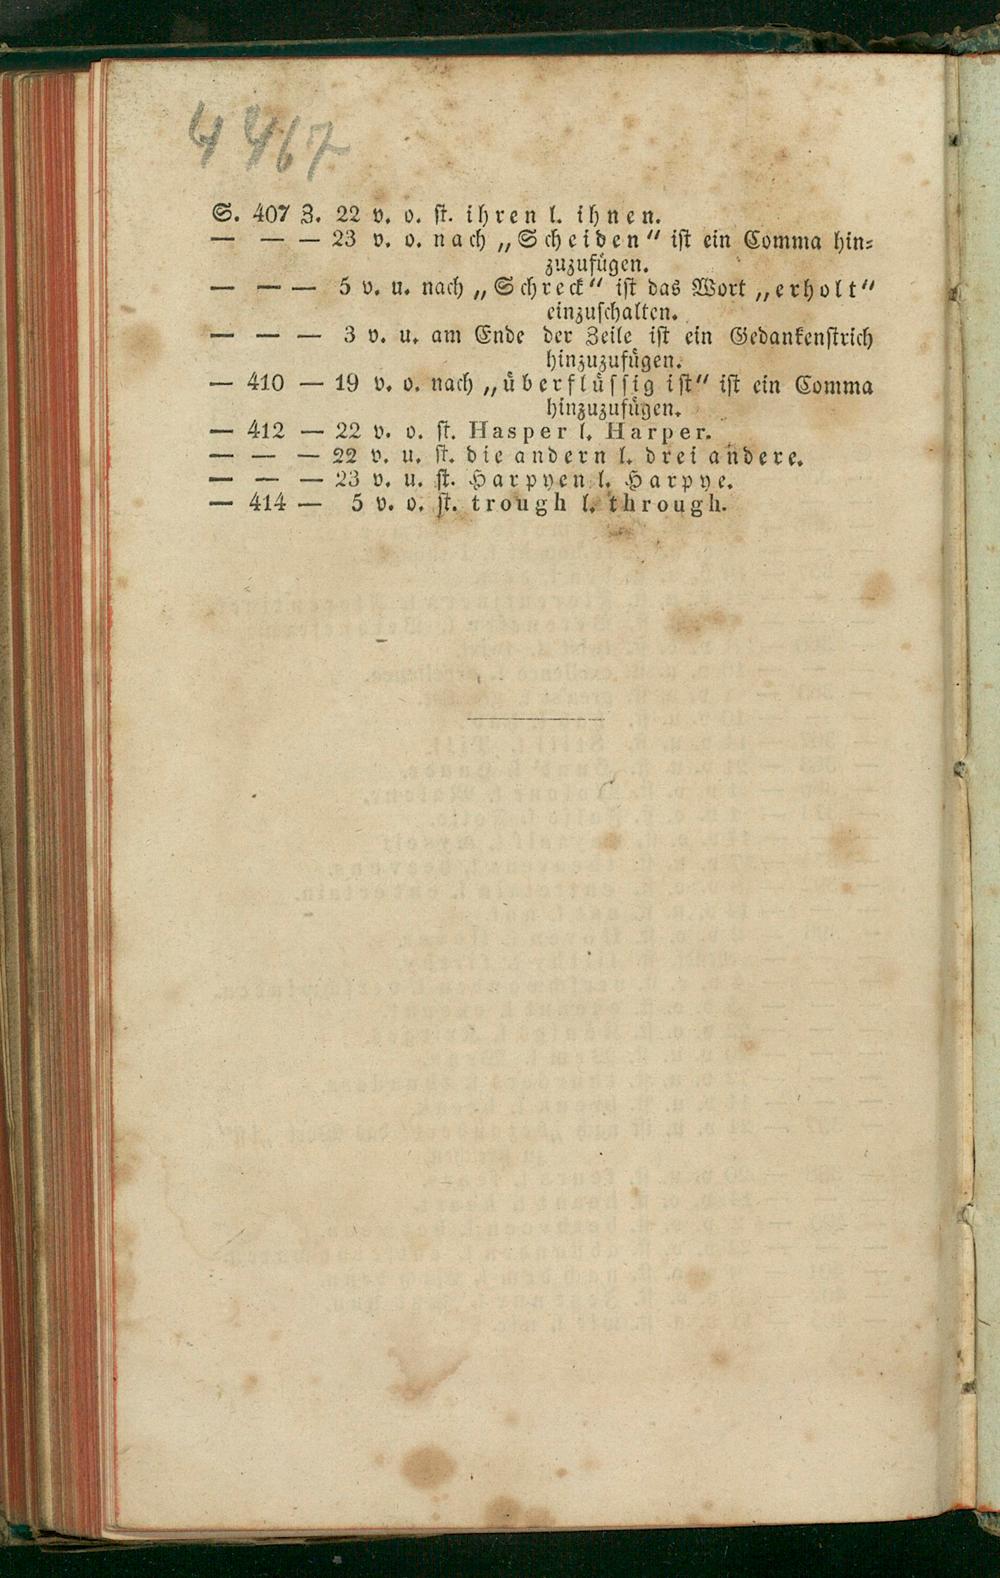 4467
S. 407 Z. 22 v. o. st. ihren l. ihnen.
— — — 23 v. o. nach „Scheiden“ ist ein Comma hin-
zuzufügen.
— — — 5 v. u. nach „Schreck“ ist das Wort „erholt“
einzuschalten.
— — — 3 v. u. am Ende der Zeile ist ein Gedankenstrich
hinzuzufügen.
— 410 — 19 v. o. nach „überflüssig ist“ ist ein Comma
hinzuzufügen.
— 412 — 22 v. o. st. Hasper l. Harper.
— — — 22 v. u. st. die andern l. drei andere.
— — — 23 v. u. st. Harpyen l. Harpye.
— 414 — 5 v. o. st. trough l. through.